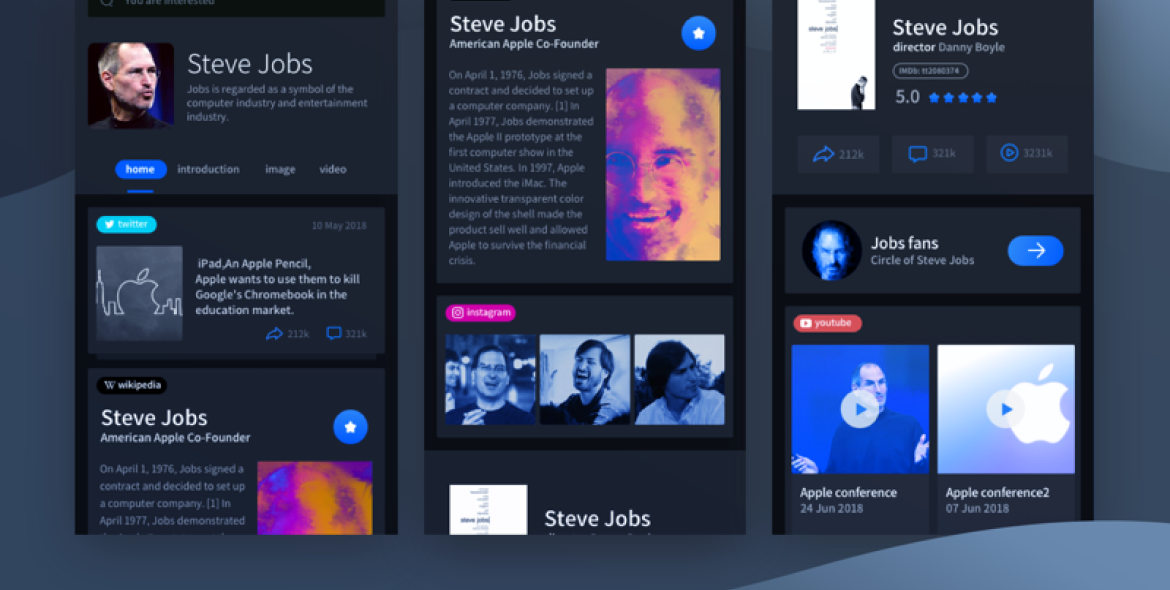 You are interested
Steve Jobs
Jobs is regarded as a symbol of the
computer industry and entertainment
industry.
home
introduction
image
video
twitter
10 May 2018
iPad,An Apple Pencil,
Apple wants to use them to kill
Google's Chromebook in the
education market.
212k
321k
W wikipedia
Steve Jobs
American Apple Co-Founder
On April 1, 1976, Jobs signed a
contract and decided to set up
a computer company. [1] In
April 1977, Jobs demonstrated
Steve Jobs
American Apple Co-Founder
On April 1, 1976, Jobs signed a
contract and decided to set up
a computer company. [1] In
April 1977, Jobs demonstrated
the Apple II prototype at the
first computer show in the
United States. In 1997, Apple
introduced the iMac. The
innovative transparent color
design of the shell made the
product sell well and allowed
Apple to survive the financial
crisis.
instagram
steve jobs
Steve Jobs
steve jobs
Steve Jobs
director Danny Boyle
IMDb: tt2080374
5.0
212k
321k
3231k
Jobs fans
Circle of Steve Jobs
youtube
Apple conference
24 Jun 2018
Apple conference2
07 Jun 2018